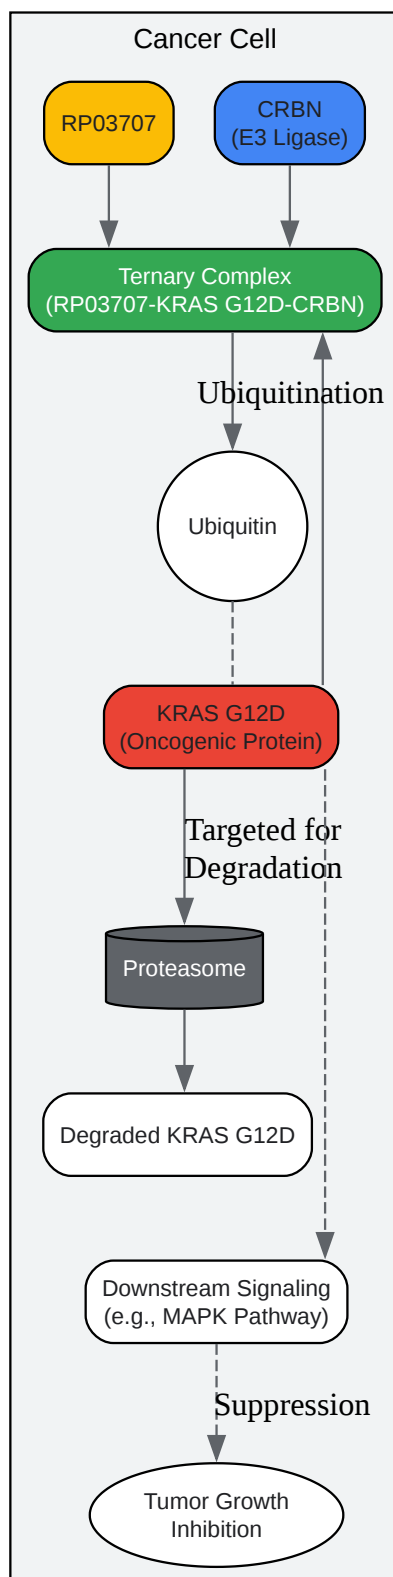 Cancer Cell
RP03707
CRBN
(E3 Ligase)
Ternary Complex
(RP03707-KRAS G12D-CRBN)
Ubiquitination
Ubiquitin
KRAS G12D
(Oncogenic Protein)
Targeted for
Degradation
Proteasome
Degraded KRAS G12D
Downstream Signaling
(e.g., MAPK Pathway)
Suppression
Tumor Growth
Inhibition